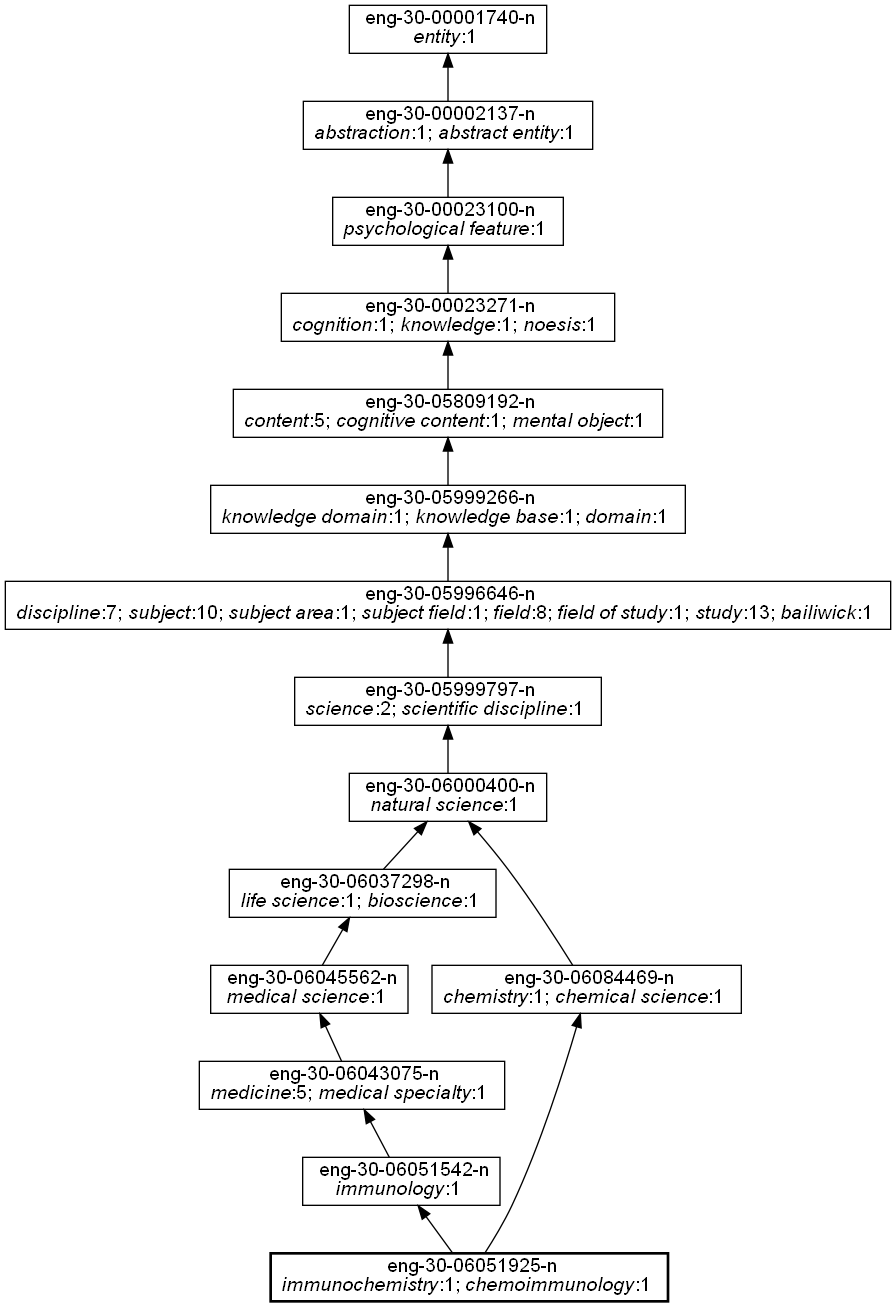 eng-30-00001740-n
entity:1
eng-30-00002137-n
abstraction:1; abstract entity:1
eng-30-00023100-n
psychological feature:1
eng-30-00023271-n
cognition:1; knowledge:1; noesis:1
eng-30-05809192-n
content:5; cognitive content:1; mental object:1
eng-30-05999266-n
knowledge domain:1; knowledge base:1; domain:1
eng-30-05996646-n
discipline:7; subject:10; subject area:1; subject field:1; field:8; field of study:1; study:13; bailiwick:1
eng-30-05999797-n
science:2; scientific discipline:1
eng-30-06000400-n
natural science:1
eng-30-06037298-n
life science:1; bioscience:1
eng-30-06045562-n
medical science:1
eng-30-06084469-n
chemistry:1; chemical science:1
eng-30-06043075-n
medicine:5; medical specialty:1
eng-30-06051542-n
immunology:1
eng-30-06051925-n
immunochemistry:1; chemoimmunology:1